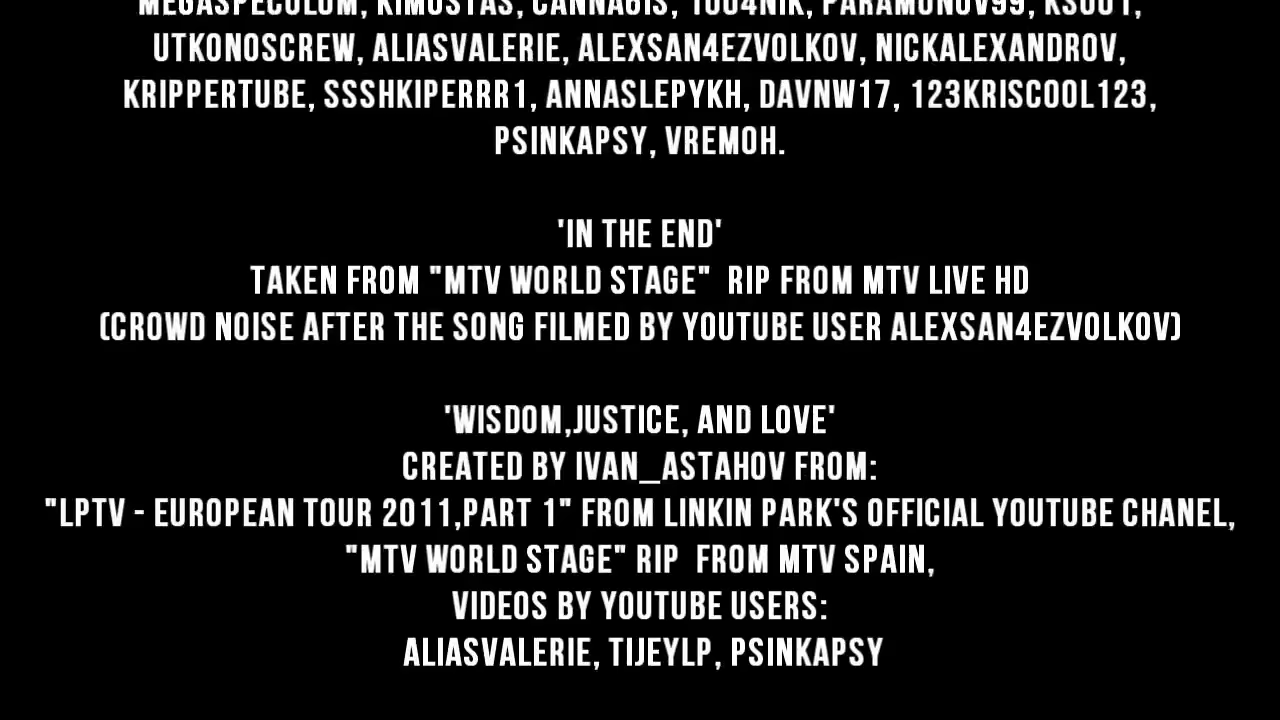 MEGASPECULUM, KIMOSTAS, CANNA6IS,
UTKONOSCREW, ALIASVALERIE, ALEXSAN4EZVOLKOV, NICKALEXANDROV,
KRIPPERTUBE, SSSHKIPERRR1, ANNASLEPYKH, DAVNW17, 123KRISCOOL123,
PSINKAPSY, VREMOH.
'IN THE END'
TAKEN FROM "MTV WORLD STAGE" RIP FROM MTV LIVE HD
(CROWD NOISE AFTER THE SONG FILMED BY YOUTUBE USER ALEXSAN4EZVOLKOV)
'WISDOM,JUSTICE, AND LOVE'
CREATED BY IVAN_ASTAHOV FROM:
"LPTV - EUROPEAN TOUR 2011,PART 1" FROM LINKIN PARK'S OFFICIAL YOUTUBE CHANEL,
"MTV WORLD STAGE" RIP FROM MTV SPAIN,
VIDEOS BY YOUTUBE USERS:
ALIASVALERIE, TIJEYLP, PSINKAPSY